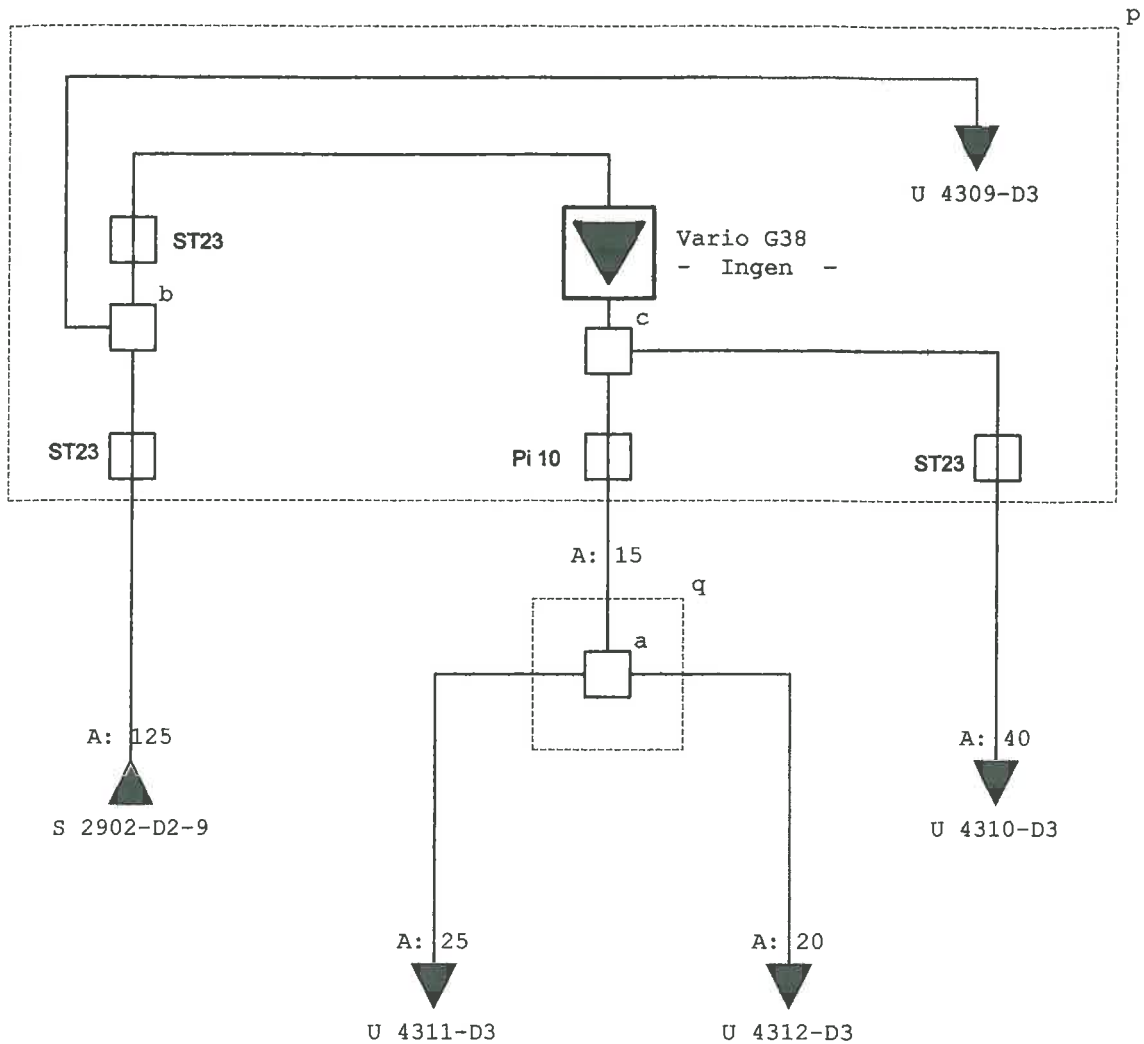 p
U 4309-D3
ST23
Vario G38
- Ingen -
b
c
ST23
Pi 10
ST23
A: 15
q
a
A: 125
A: 40
S 2902-D2-9
U 4310-D3
A: 25
A: 20
U 4311-D3
U 4312-D3